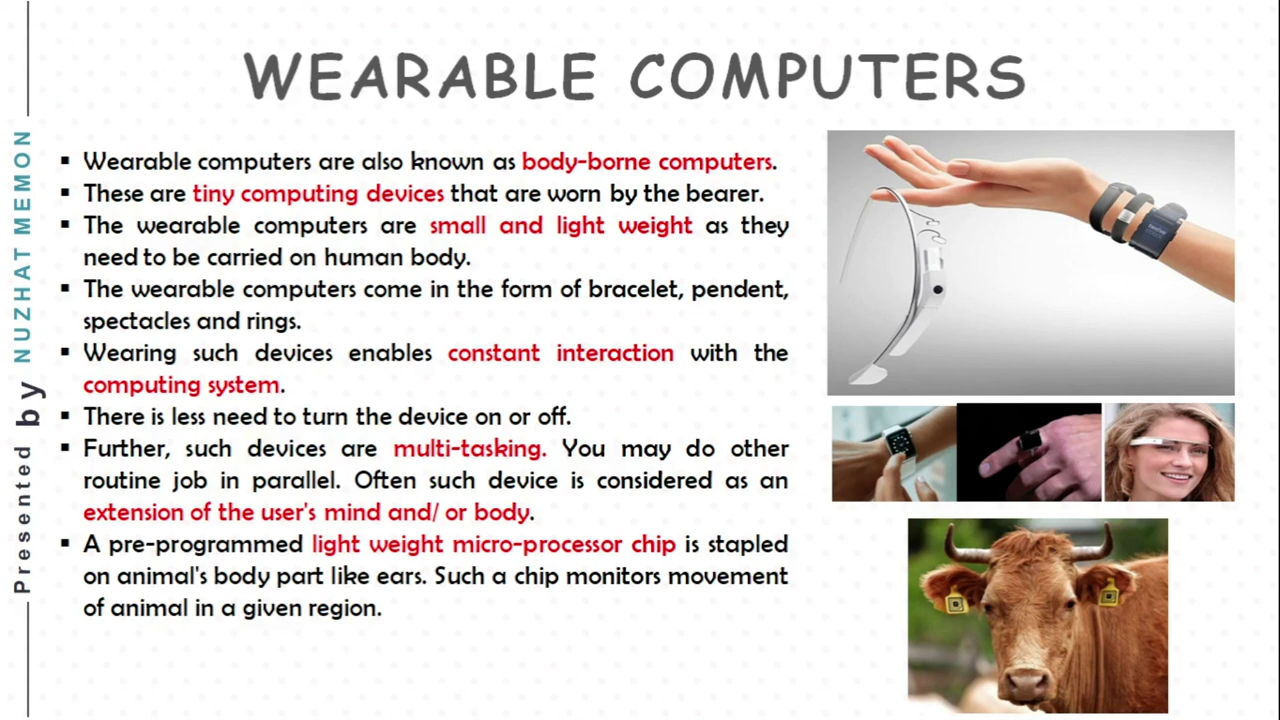 WEARABLE COMPUTERS
▪ Wearable computers are also known as body-borne computers.
▪ These are tiny computing devices that are worn by the bearer.
▪ The wearable computers are small and light weight as they
need to be carried on human body.
▪ The wearable computers come in the form of bracelet, pendent,
spectacles and rings.
▪ Wearing such devices enables constant interaction with the
computing system.
▪ There is less need to turn the device on or off.
▪ Further, such devices are multi-tasking. You may do other
routine job in parallel. Often such device is considered as an
extension of the user's mind and/ or body.
▪ A pre-programmed light weight micro-processor chip is stapled
on animal's body part like ears. Such a chip monitors movement
of animal in a given region.
Presented by NUZHAT MEMON